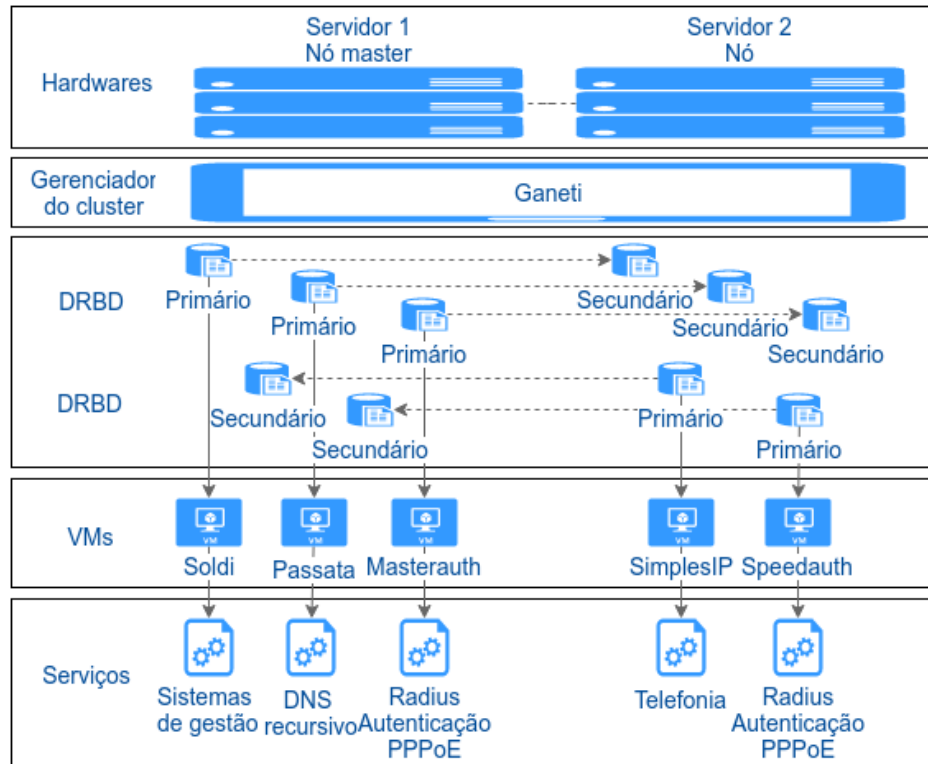 Servidor 1
Nó master
Servidor 2
Nó
Hardwares
Gerenciador
do cluster
Ganeti
DRBD
Primário
Secundário
Primário
Secundário
Primário
Secundário
DRBD
Secundário
Primário
Secundário
Primário
VMs
VM
VM
VM
VM
VM
Soldi
Passata
Masterauth
SimplesIP
Speedauth
Serviços
Sistemas
de gestão
DNS
recursivo
Radius
Autenticação
PPPoE
Telefonia
Radius
Autenticação
PPPoE